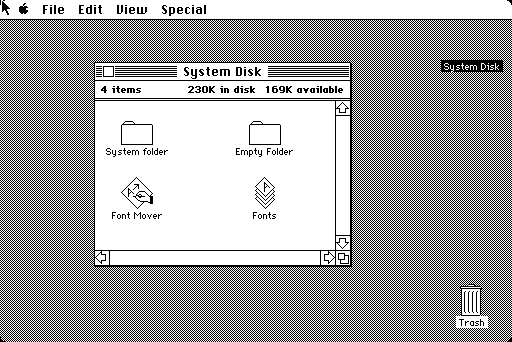 File Edit View Special
System Disk
4 items 230K in disk 169K available
System folder Empty Folder
Font Mover Fonts
System Disk
Trash